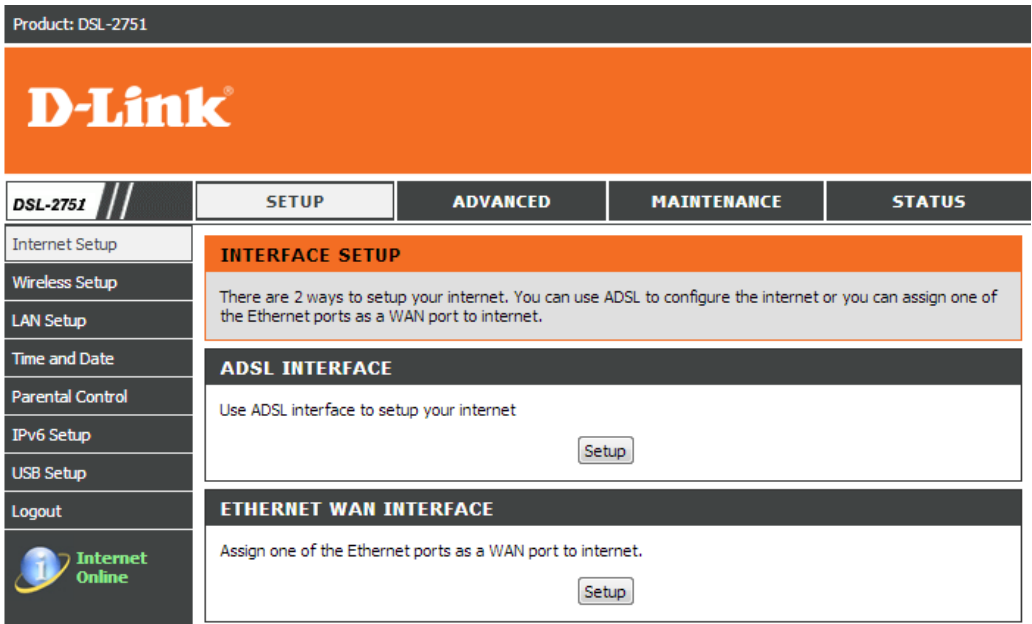 Product: DSL-2751
D-Link®
DSL-2751
SETUP
ADVANCED
MAINTENANCE
STATUS
Internet Setup
Wireless Setup
LAN Setup
Time and Date
Parental Control
IPv6 Setup
USB Setup
Logout
Internet
Online
INTERFACE SETUP
There are 2 ways to setup your internet. You can use ADSL to configure the internet or you can assign one of
the Ethernet ports as a WAN port to internet.
ADSL INTERFACE
Use ADSL interface to setup your internet
Setup
ETHERNET WAN INTERFACE
Assign one of the Ethernet ports as a WAN port to internet.
Setup